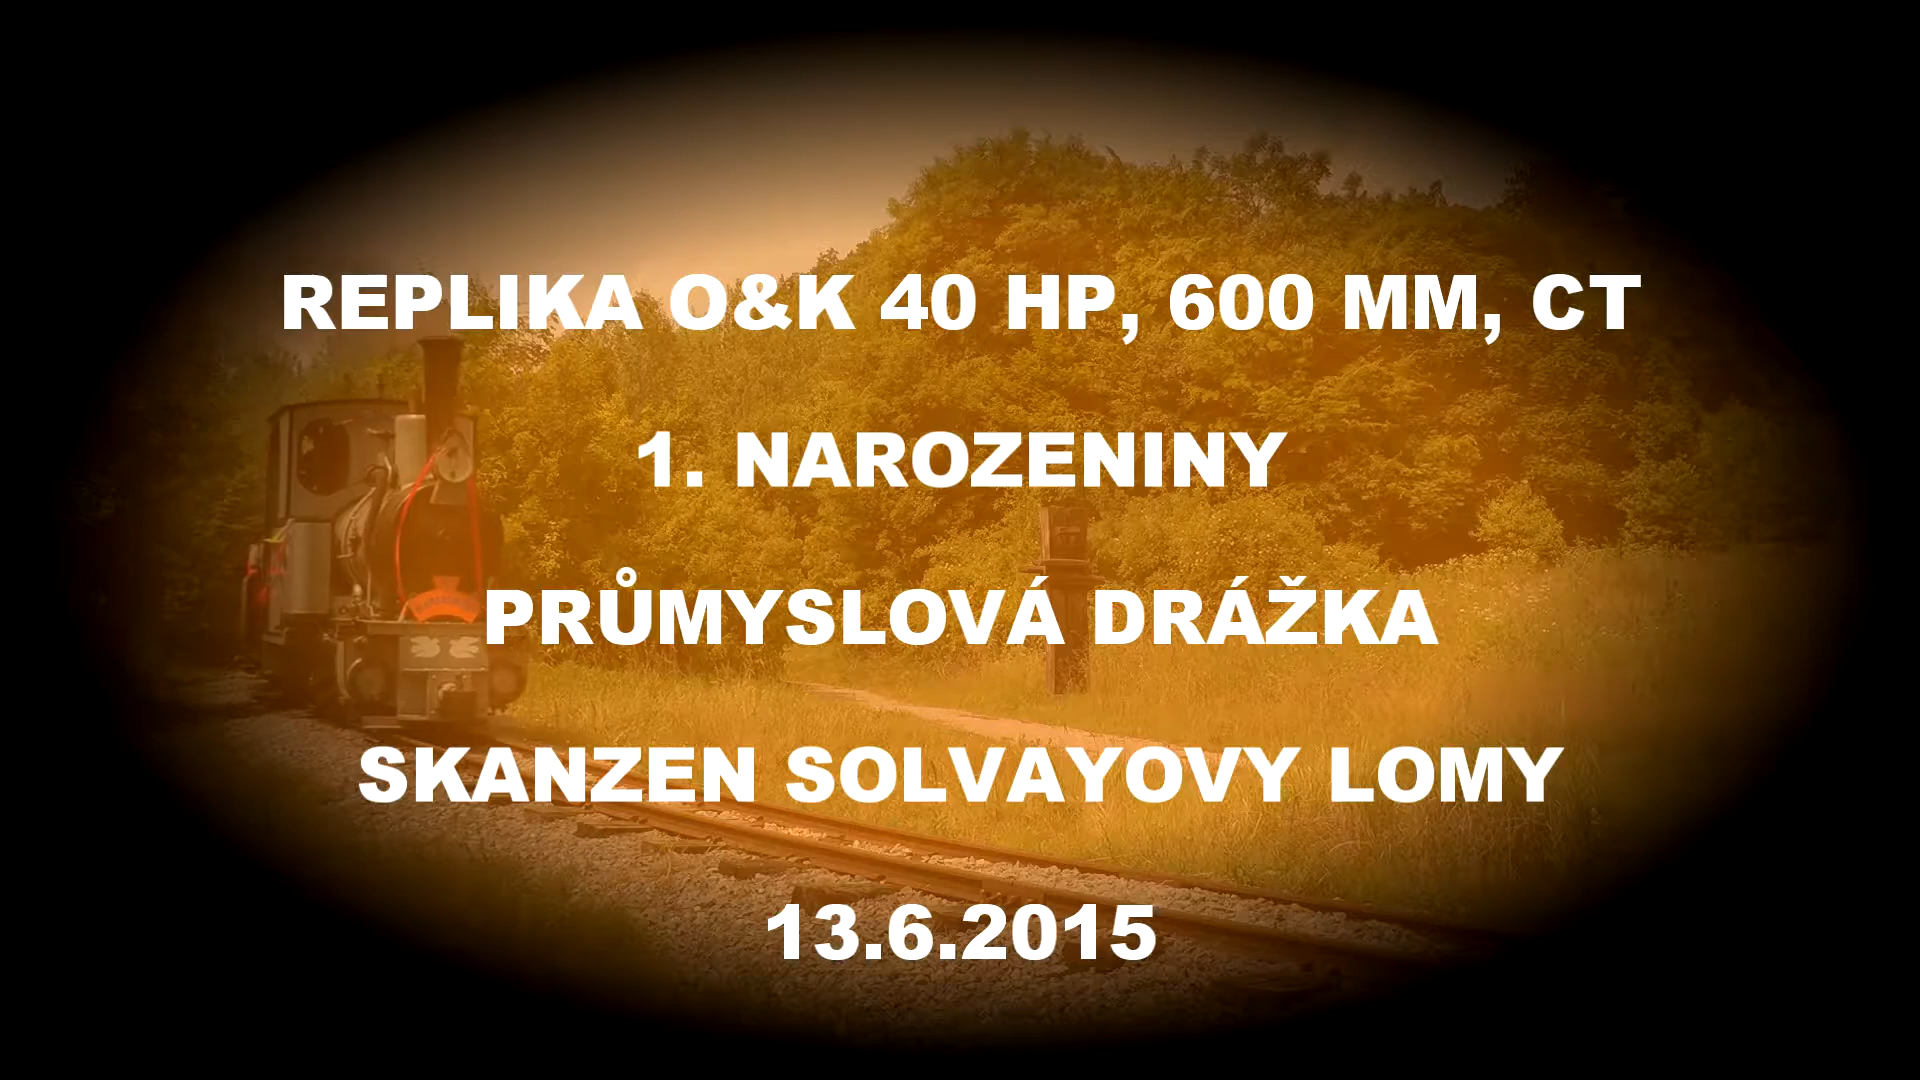 REPLIKA O&K 40 HP, 600 MM, CT
1. NAROZENINY
PRŮMYSLOVÁ DRÁŽKA
SKANZEN SOLVAYOVY LOMY
13.6.2015